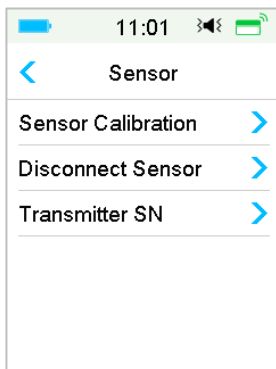 11:01
Sensor
Sensor Calibration
Disconnect Sensor
Transmitter SN